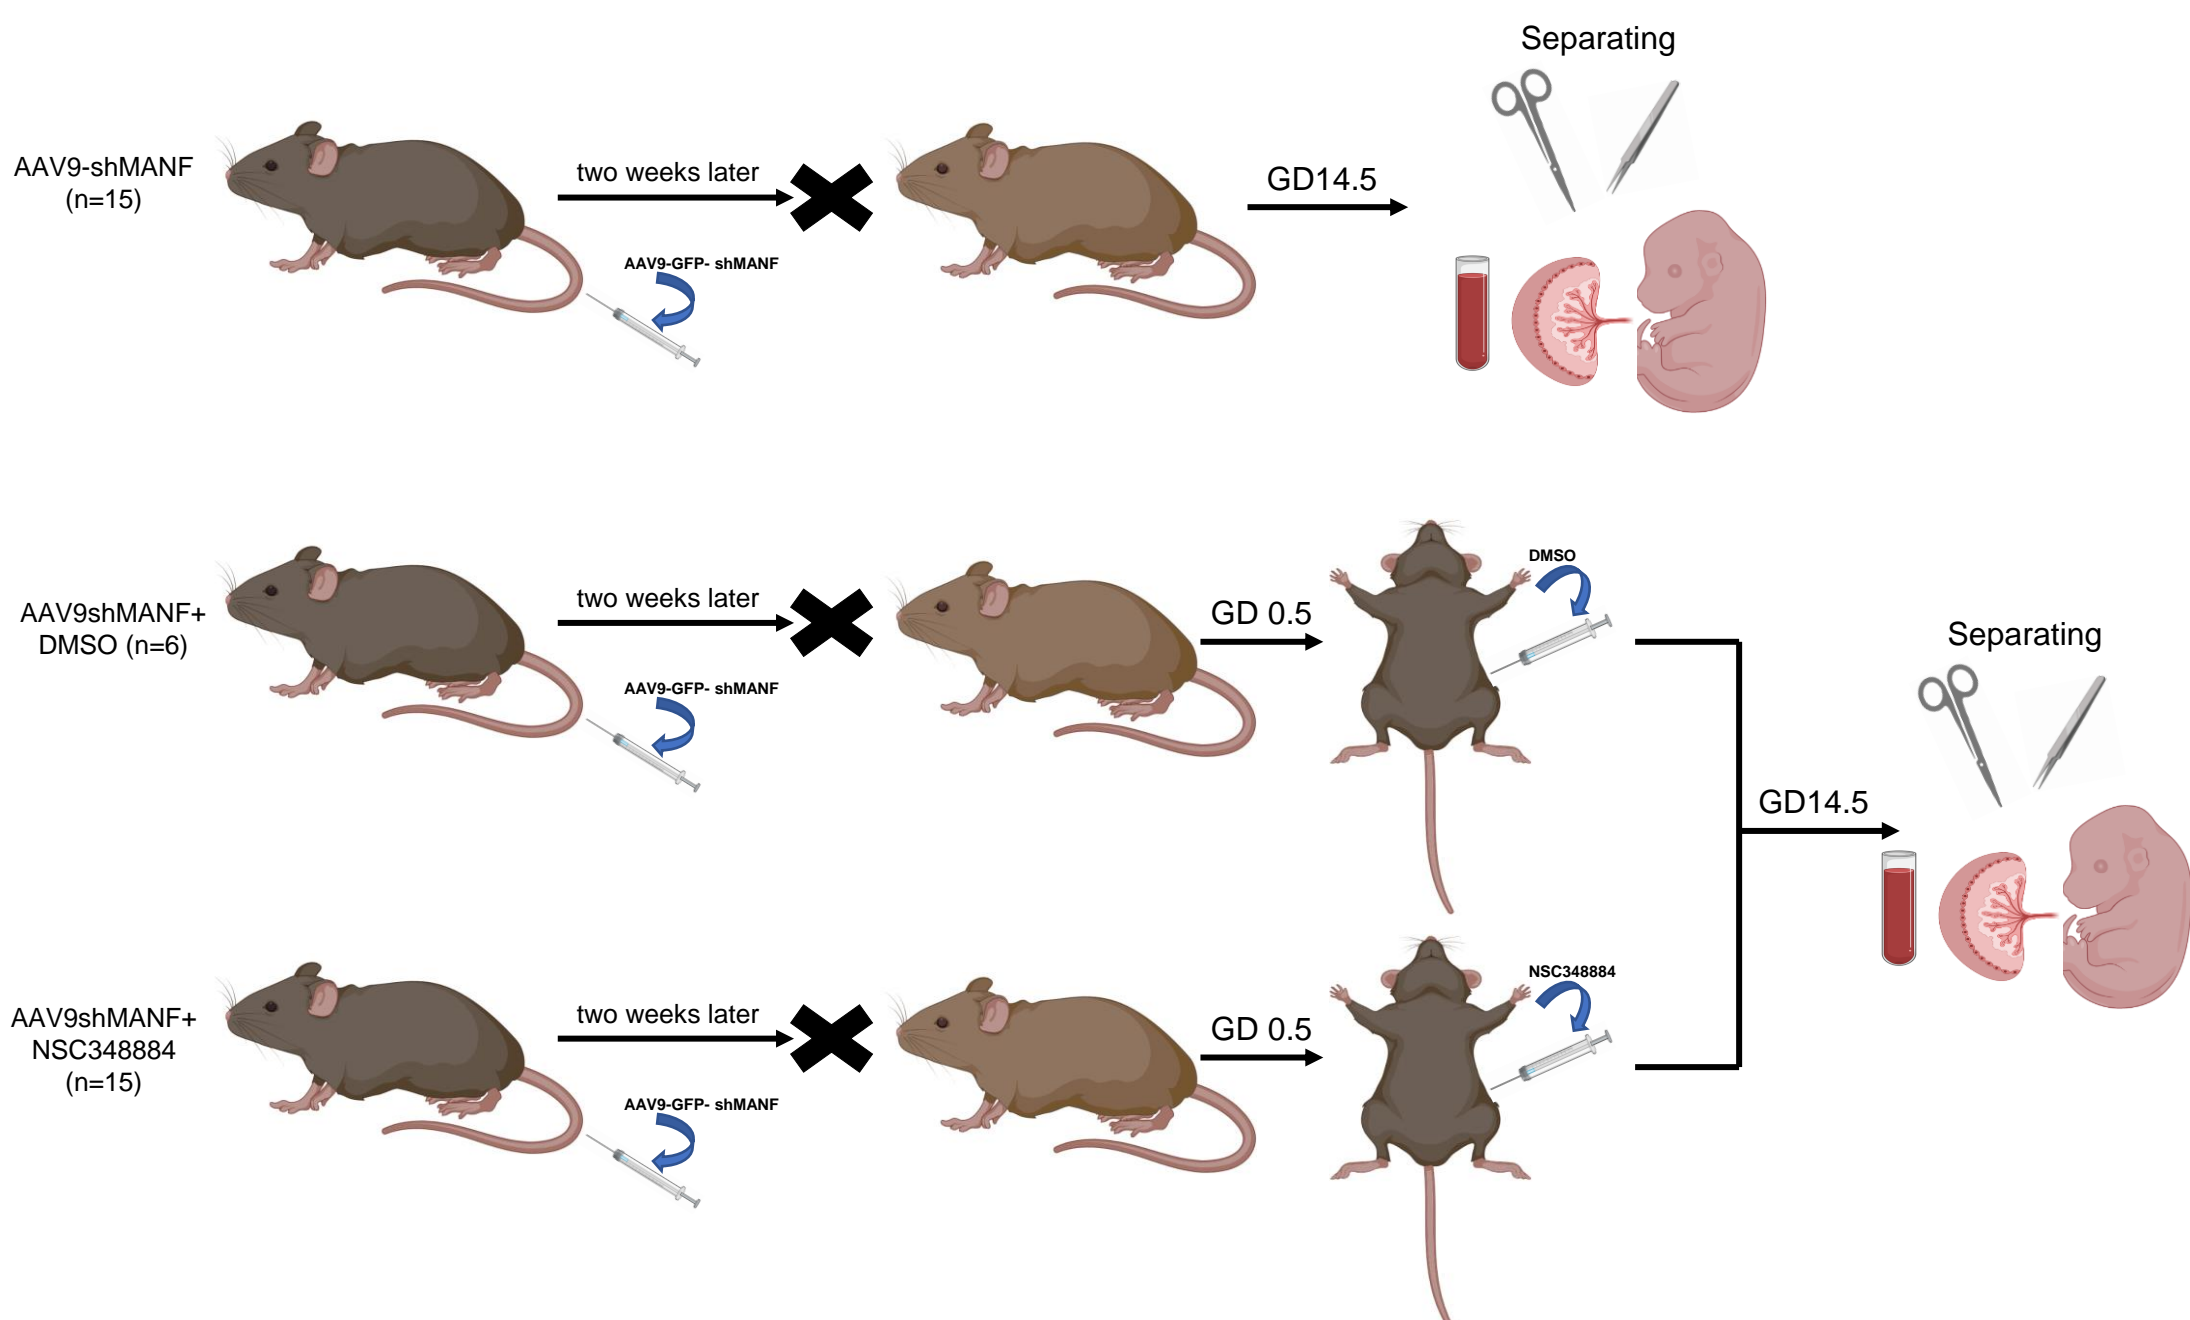 Separating
AAV9-shMANF
(n=15)
two weeks later
GD14.5
AAV9-GFP- shMANF
AAV9shMANF+
DMSO (n=6)
two weeks later
GD 0.5
DMSO
AAV9-GFP- shMANF
Separating
GD14.5
AAV9shMANF+
NSC348884
(n=15)
two weeks later
GD 0.5
NSC348884
AAV9-GFP- shMANF